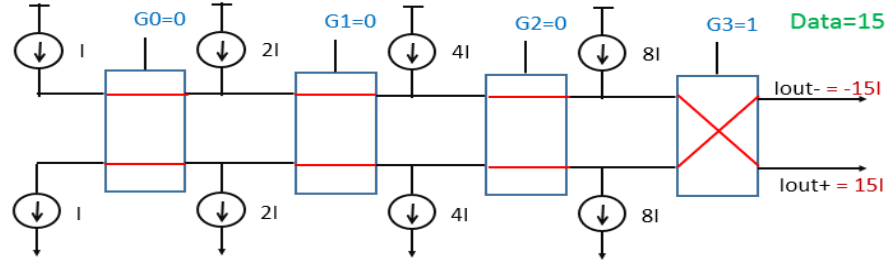 G0=0 G1=0 G2=0 G3=1 Data=15
I 2I 4I 8I
Iout- = -15I
Iout+ = 15I
I 2I 4I 8I